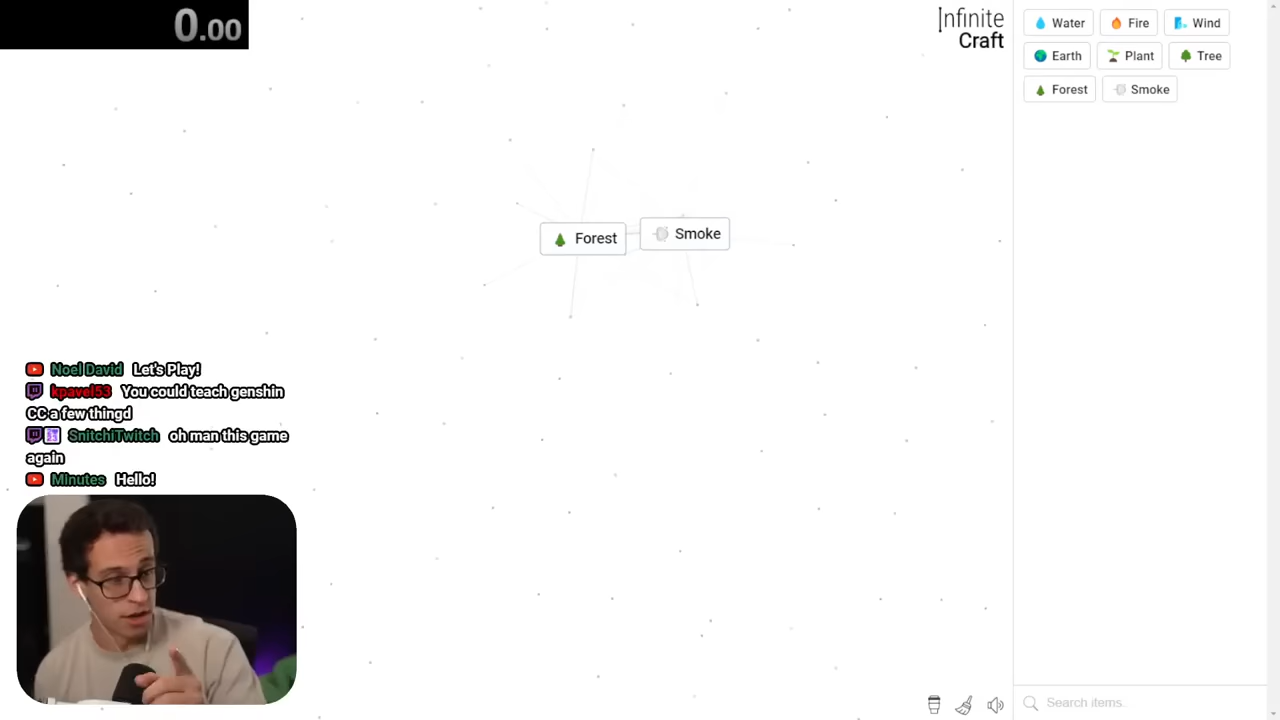 0.00
Infinite
Craft
Water
Fire
Wind
Earth
Plant
Tree
Forest
Smoke
Forest
Smoke
Noel David Let's Play!
kpavel53 You could teach genshin
CC a few thingd
SnitchiTwitch oh man this game
again
Minutes Hello!
Search items...